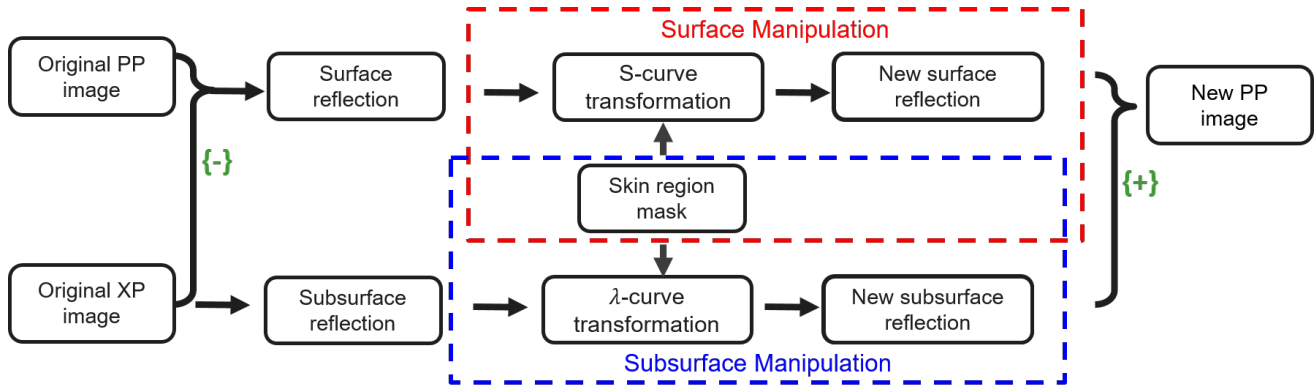 Surface Manipulation
Original PP
image
Surface
reflection
S-curve
transformation
New surface
reflection
New PP
image
{-}
Skin region
mask
{+}
Original XP
image
Subsurface
reflection
λ-curve
transformation
New subsurface
reflection
Subsurface Manipulation